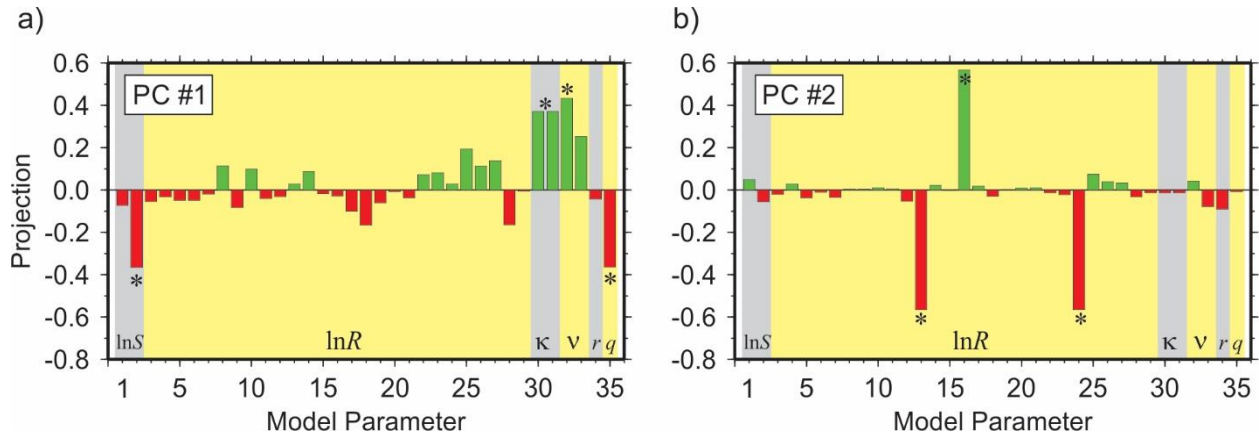 a)
PC #1
Projection
0.6
0.4
0.2
0.0
-0.2
-0.4
-0.6
-0.8
* * * *
lnS lnR κ ν r q
1 5 10 15 20 25 30 35
Model Parameter
b)
PC #2
0.6
0.4
0.2
0.0
-0.2
-0.4
-0.6
-0.8
* * *
lnS lnR κ ν r q
1 5 10 15 20 25 30 35
Model Parameter